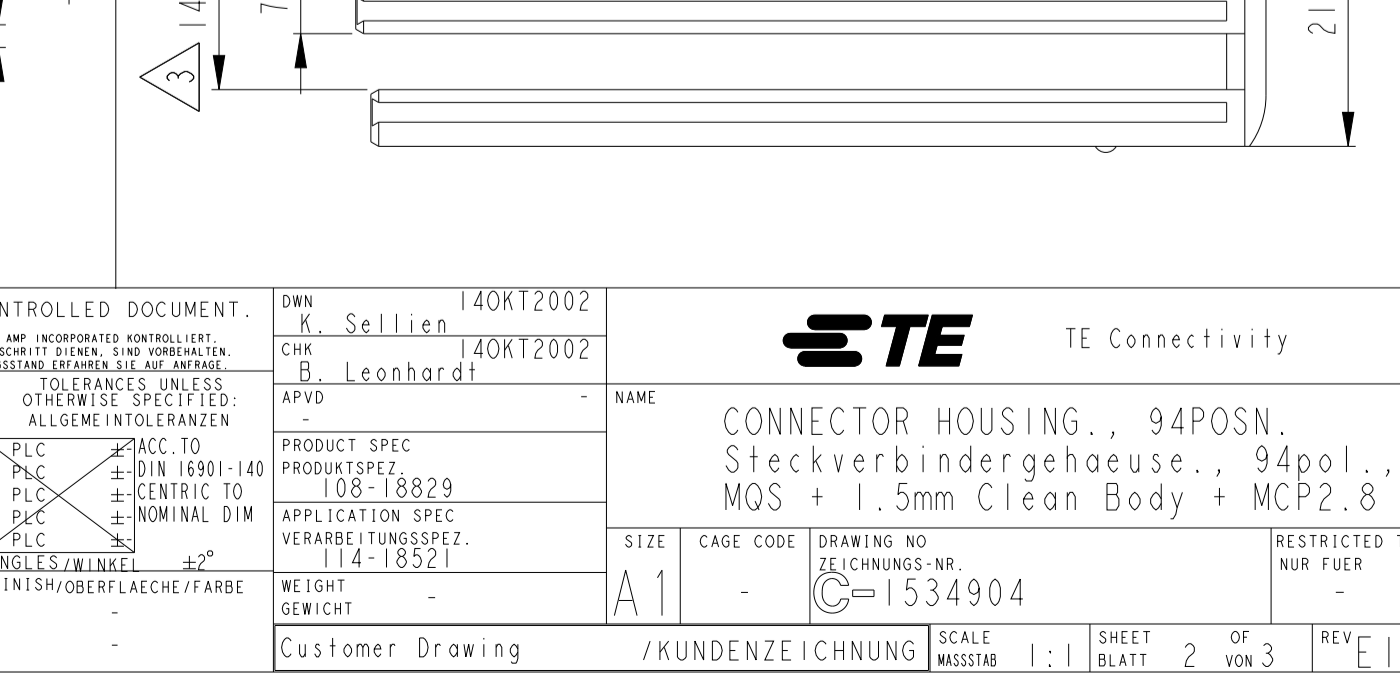 14
7
21
3
NTROLLED DOCUMENT.
AMP INCORPORATED KONTROLLIERT.
SCHRITT DIENEN, SIND VORBEHALTEN.
GSSTAND ERFAHREN SIE AUF ANFRAGE.
TOLERANCES UNLESS
OTHERWISE SPECIFIED:
ALLGEMEINTOLERANZEN
PLC ±- ACC.TO
PLC ±- DIN 16901-140
PLC ±- CENTRIC TO
PLC ±- NOMINAL DIM
PLC ±-
NGLES/WINKEL ±2°
INISH/OBERFLAECHE/FARBE
-
-
DWN 14OKT2002
K. Sellien
CHK 14OKT2002
B. Leonhardt
APVD -
-
PRODUCT SPEC
PRODUKTSPEZ.
108-18829
APPLICATION SPEC
VERARBEITUNGSSPEZ.
114-18521
WEIGHT
GEWICHT -
Customer Drawing /KUNDENZEICHNUNG
TE TE Connectivity
NAME
CONNECTOR HOUSING., 94POSN.
Steckverbindergehaeuse., 94pol.,
MQS + 1.5mm Clean Body + MCP2.8
SIZE
A1
CAGE CODE
-
DRAWING NO
ZEICHNUNGS-NR.
C-1534904
RESTRICTED T
NUR FUER
-
SCALE
MASSSTAB 1:1
SHEET
BLATT 2
OF
VON 3
REV E1